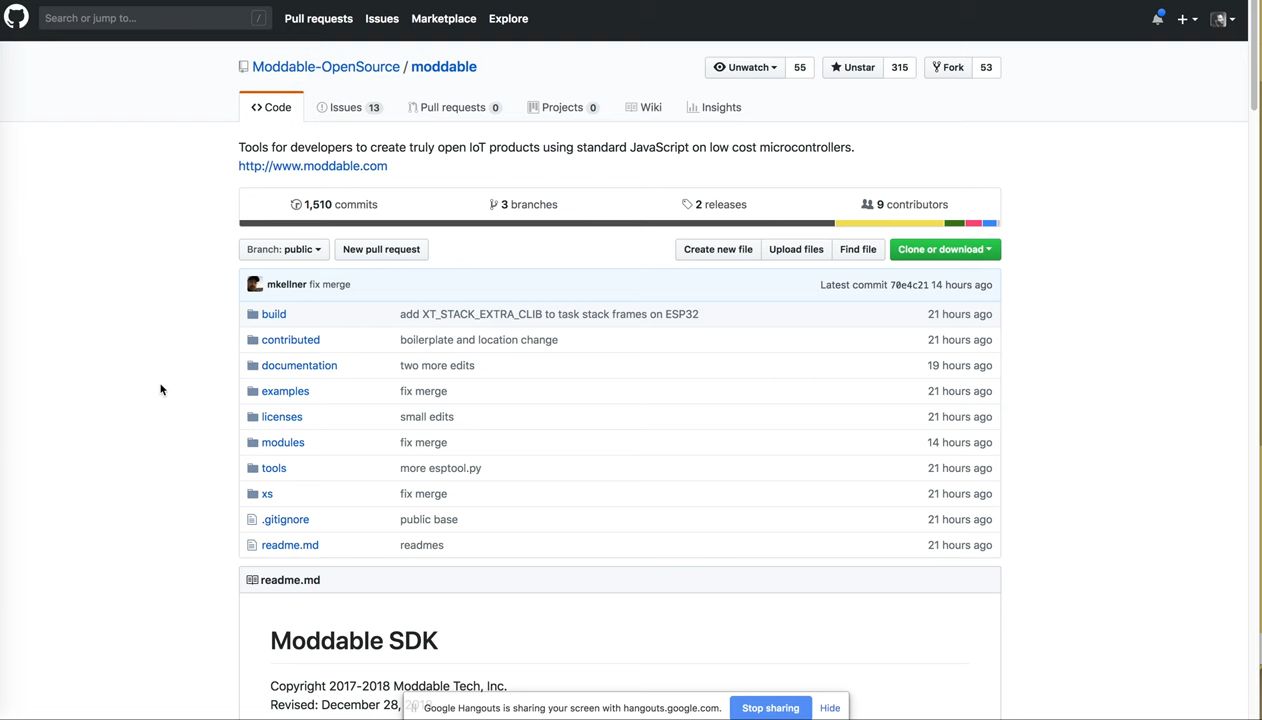 Search or jump to... /
Pull requests Issues Marketplace Explore
Moddable-OpenSource / moddable
Unwatch 55 Unstar 315 Fork 53
<> Code Issues 13 Pull requests 0 Projects 0 Wiki Insights
Tools for developers to create truly open IoT products using standard JavaScript on low cost microcontrollers.
http://www.moddable.com
1,510 commits 3 branches 2 releases 9 contributors
Branch: public New pull request Create new file Upload files Find file Clone or download
mkellner fix merge Latest commit 70e4c21 14 hours ago
build add XT_STACK_EXTRA_CLIB to task stack frames on ESP32 21 hours ago
contributed boilerplate and location change 21 hours ago
documentation two more edits 19 hours ago
examples fix merge 21 hours ago
licenses small edits 21 hours ago
modules fix merge 14 hours ago
tools more esptool.py 21 hours ago
xs fix merge 21 hours ago
.gitignore public base 21 hours ago
readme.md readmes 21 hours ago
readme.md
Moddable SDK
Copyright 2017-2018 Moddable Tech, Inc.
Revised: December 28, 2018
Google Hangouts is sharing your screen with hangouts.google.com. Stop sharing Hide